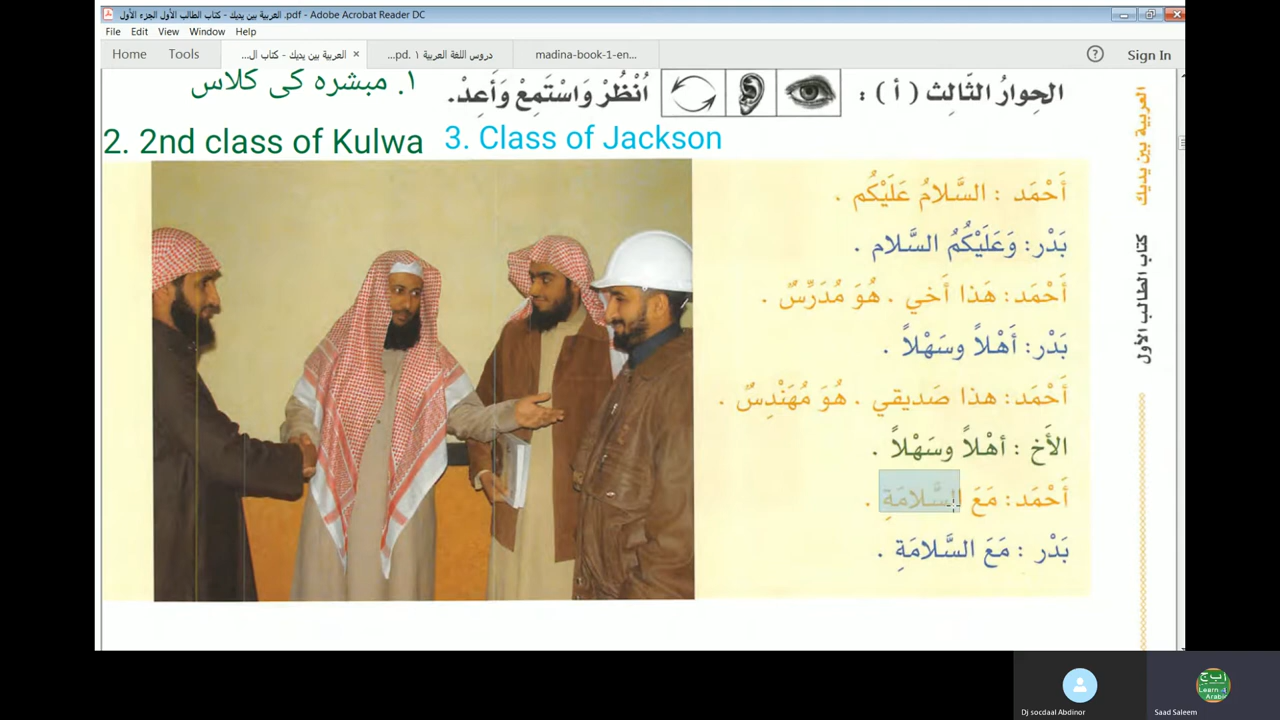 العربية بين يديك - كتاب الطالب الأول الجزء الأول.pdf - Adobe Acrobat Reader DC
File Edit View Window Help
Home Tools العربية بين يديك - كتاب ال... × دروس اللغة العربية ١ .pd... madina-book-1-en... ? Sign In
الحِوارُ الثَّالِث ( أ ) : اُنْظُرْ وَاسْتَمِعْ وَأَعِدْ.
١. مبشرہ کی کلاس
2. 2nd class of Kulwa
3. Class of Jackson
أَحْمَد : السَّلامُ عَلَيْكُم .
بَدْر: وَعَلَيْكُمُ السَّلام .
أَحْمَد: هَذا أَخي . هُوَ مُدَرِّسٌ .
بَدْر: أَهْلاً وسَهْلاً .
أَحْمَد: هذا صَديقي . هُوَ مُهَنْدِسٌ .
الأَخ : أهْلاً وسَهْلاً .
أَحْمَد: مَعَ السَّلامَةِ .
بَدْر : مَعَ السَّلامَةِ .
العربية بين يديك
كتاب الطالب الأول
Dj socdaal Abdinor
ا ب ج
Learn
Arabic
Saad Saleem